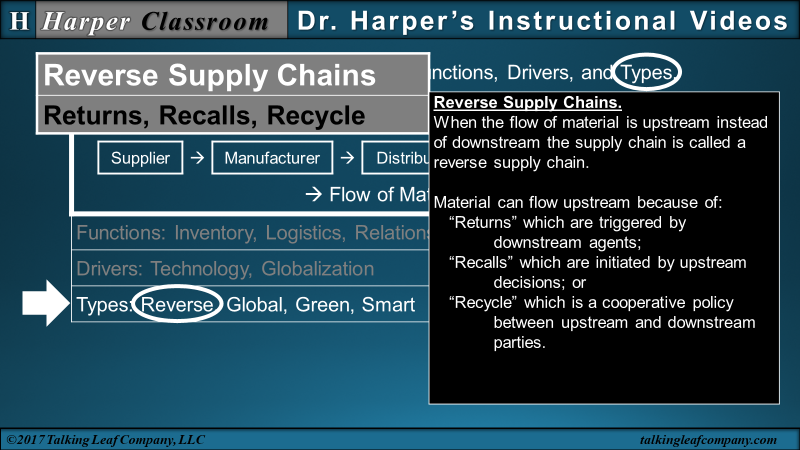 H Harper Classroom Dr. Harper's Instructional Videos
Reverse Supply Chains
Returns, Recalls, Recycle
Drivers, and Types.
Supplier → Manufacturer →
→ Flow of
Functions: Inventory, Logistics,
Drivers: Technology, Globalization
Types: Reverse, Global, Green, Smart
Reverse Supply Chains.
When the flow of material is upstream instead
of downstream the supply chain is called a
reverse supply chain.
Material can flow upstream because of:
“Returns” which are triggered by
downstream agents;
“Recalls” which are initiated by upstream
decisions; or
“Recycle” which is a cooperative policy
between upstream and downstream
parties.
©2017 Talking Leaf Company, LLC
talkingleafcompany.com